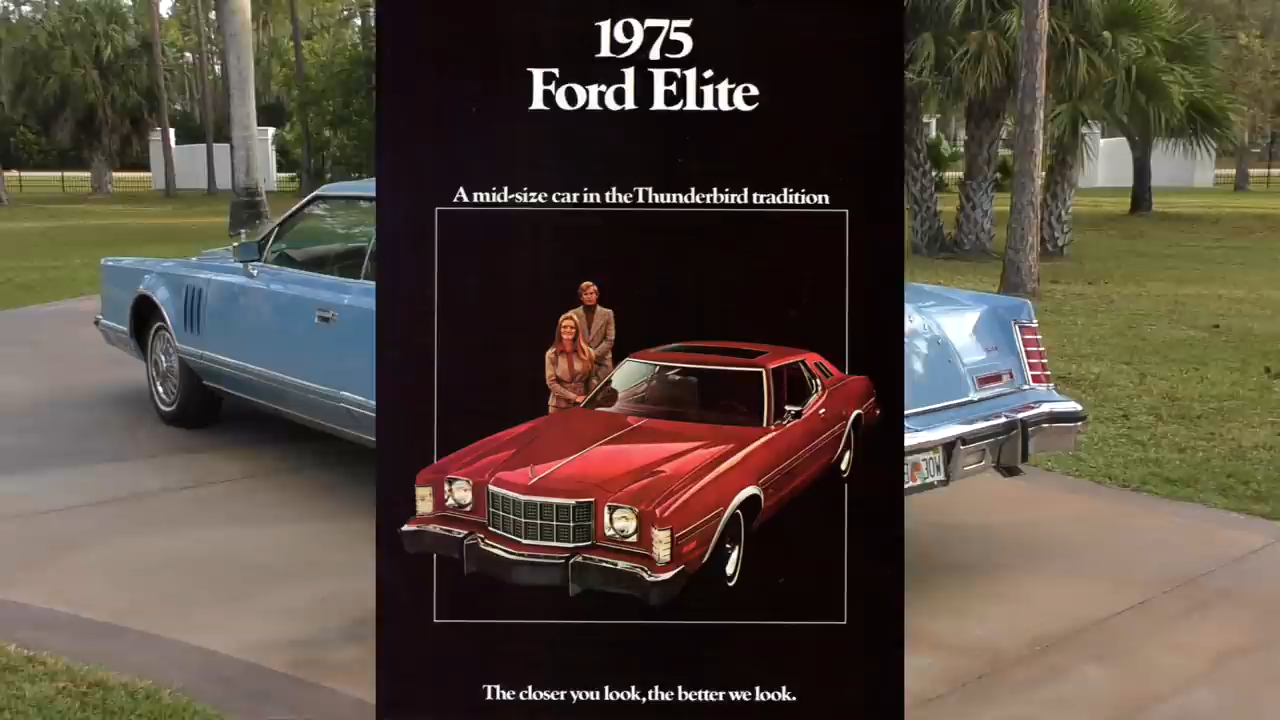 1975
Ford Elite
A mid-size car in the Thunderbird tradition
The closer you look, the better we look.